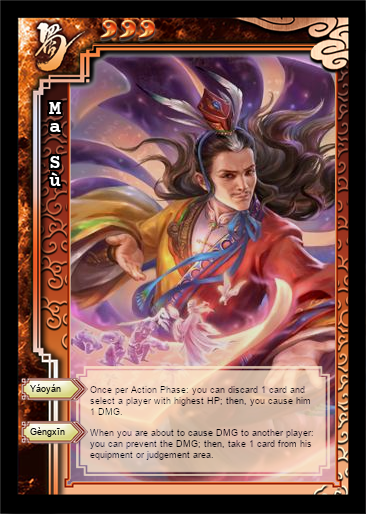 蜀
Ma Sù
Yáoyán
Once per Action Phase: you can discard 1 card and
select a player with highest HP; then, you cause him
1 DMG.
Gèngxīn
When you are about to cause DMG to another player:
you can prevent the DMG; then, take 1 card from his
equipment or judgement area.